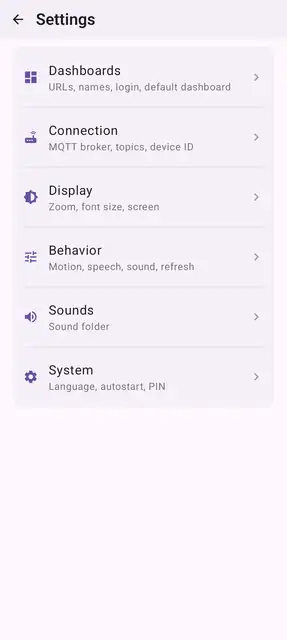 Settings
Dashboards
URLs, names, login, default dashboard
Connection
MQTT broker, topics, device ID
Display
Zoom, font size, screen
Behavior
Motion, speech, sound, refresh
Sounds
Sound folder
System
Language, autostart, PIN